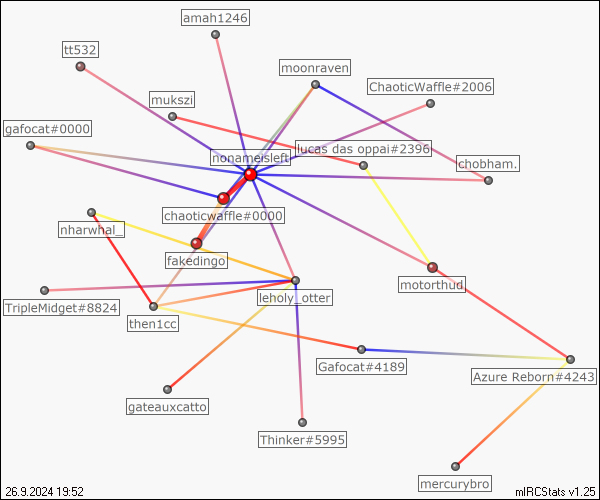 amah1246
tt532
moonraven
ChaoticWaffle#2006
mukszi
gafocat#0000
lucas das oppai#2396
nonameisleft
chobham.
chaoticwaffle#0000
nharwhal_
fakedingo
motorthud_
leholy_otter
TripleMidget#8824
then1cc
Gafocat#4189
Azure Reborn#4243
gateauxcatto
Thinker#5995
mercurybro
26.9.2024 19:52
mIRCStats v1.25